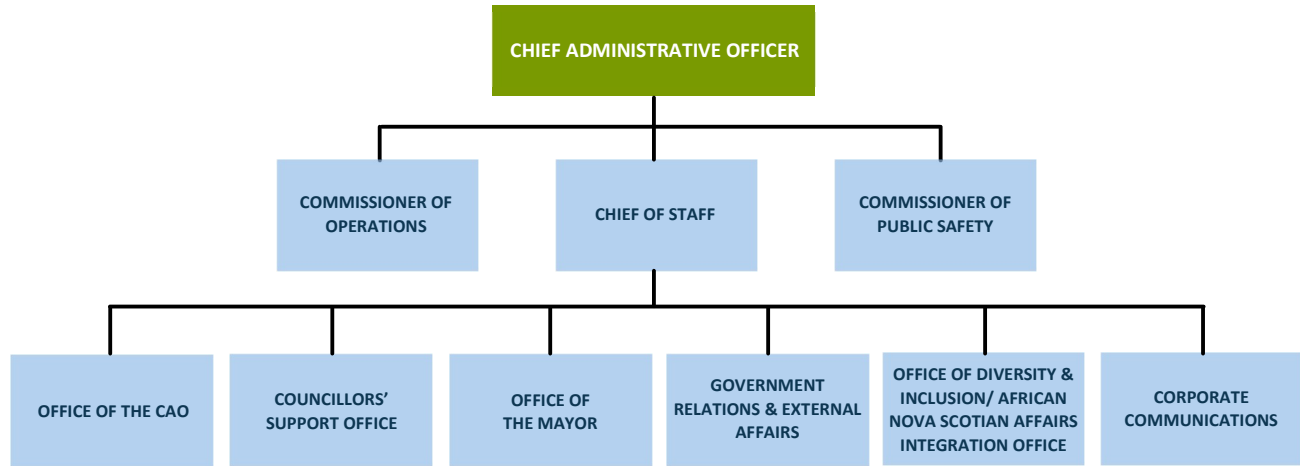 CHIEF ADMINISTRATIVE OFFICER
COMMISSIONER OF
OPERATIONS
CHIEF OF STAFF
COMMISSIONER OF
PUBLIC SAFETY
OFFICE OF THE CAO
COUNCILLORS’
SUPPORT OFFICE
OFFICE OF
THE MAYOR
GOVERNMENT
RELATIONS & EXTERNAL
AFFAIRS
OFFICE OF DIVERSITY &
INCLUSION/ AFRICAN
NOVA SCOTIAN AFFAIRS
INTEGRATION OFFICE
CORPORATE
COMMUNICATIONS